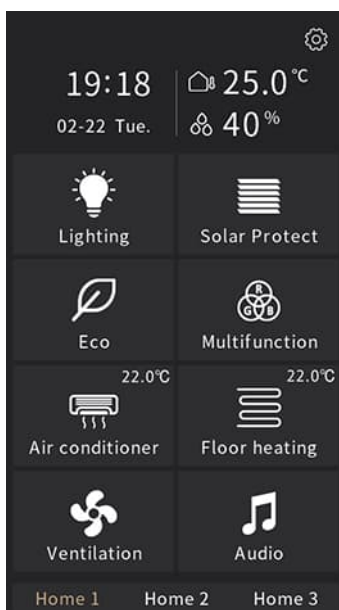 19:18
25.0℃
02-22 Tue.
40%
Lighting
Solar Protect
Eco
R
G B
Multifunction
22.0℃
22.0℃
Air conditioner
Floor heating
Ventilation
Audio
Home 1
Home 2
Home 3